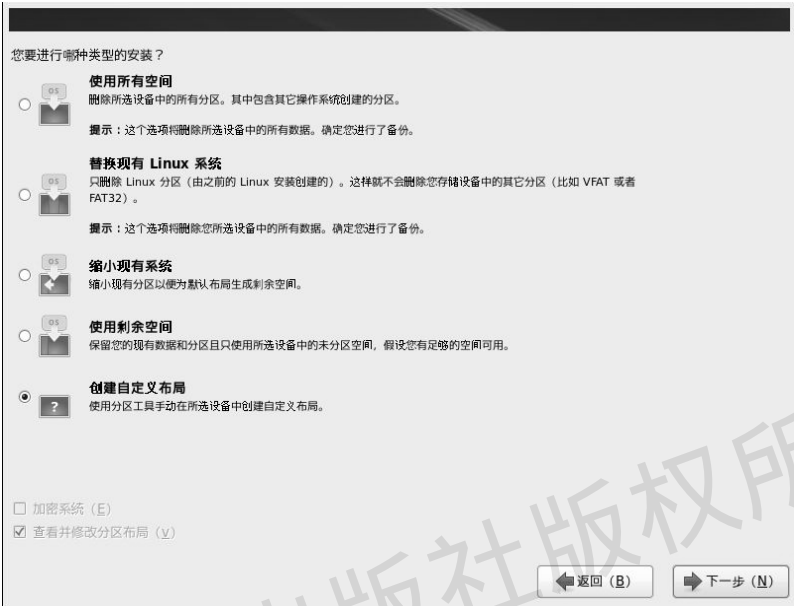 您要进行哪种类型的安装？
OS
使用所有空间
删除所选设备中的所有分区。其中包含其它操作系统创建的分区。
提示：这个选项将删除所选设备中的所有数据。确定您进行了备份。
OS
替换现有 Linux 系统
只删除 Linux 分区（由之前的 Linux 安装创建的）。这样就不会删除您存储设备中的其它分区（比如 VFAT 或者
FAT32）。
提示：这个选项将删除您所选设备中的所有数据。确定您进行了备份。
OS
缩小现有系统
缩小现有分区以便为默认布局生成剩余空间。
OS
使用剩余空间
保留您的现有数据和分区且只使用所选设备中的未分区空间，假设您有足够的空间可用。
?
创建自定义布局
使用分区工具手动在所选设备中创建自定义布局。
加密系统（E）
查看并修改分区布局（v）
返回（B）
下一步（N）
出版社版权所